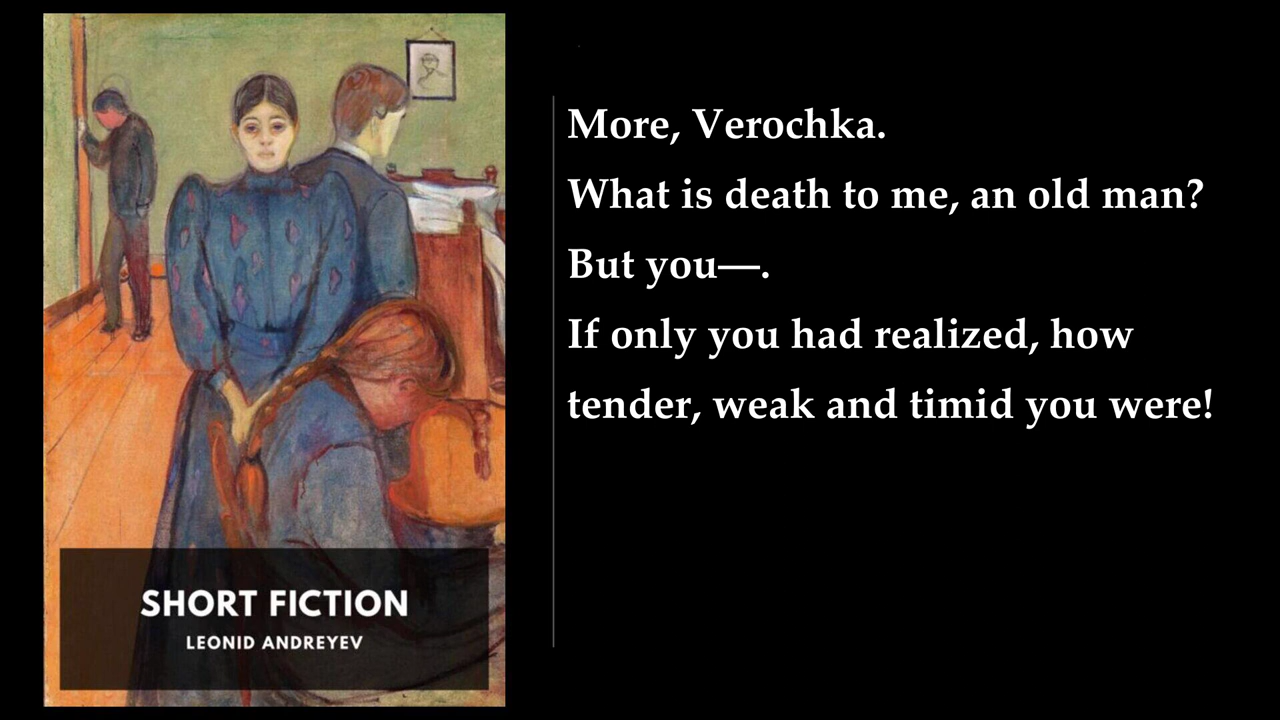 More, Verochka.
What is death to me, an old man?
But you—.
If only you had realized, how
tender, weak and timid you were!
SHORT FICTION
LEONID ANDREYEV